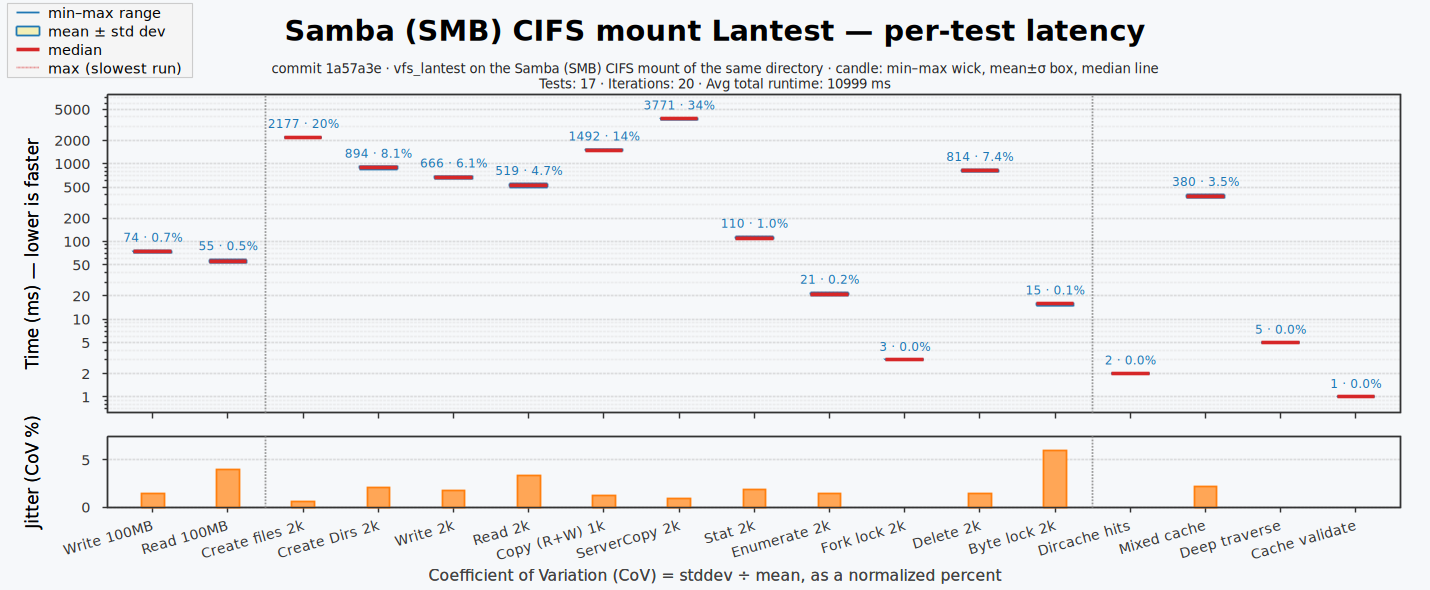 min–max range
mean ± std dev
median
max (slowest run)
Samba (SMB) CIFS mount Lantest — per-test latency
commit 1a57a3e · vfs_lantest on the Samba (SMB) CIFS mount of the same directory · candle: min–max wick, mean±σ box, median line
Tests: 17 · Iterations: 20 · Avg total runtime: 10999 ms
Time (ms) — lower is faster
5000
2000
1000
500
200
100
50
20
10
5
2
1
74 · 0.7%
55 · 0.5%
2177 · 20%
894 · 8.1%
666 · 6.1%
519 · 4.7%
1492 · 14%
3771 · 34%
110 · 1.0%
21 · 0.2%
3 · 0.0%
814 · 7.4%
15 · 0.1%
2 · 0.0%
380 · 3.5%
5 · 0.0%
1 · 0.0%
Jitter (CoV %)
5
0
Write 100MB
Read 100MB
Create files 2k
Create Dirs 2k
Write 2k
Read 2k
Copy (R+W) 1k
ServerCopy 2k
Stat 2k
Enumerate 2k
Fork lock 2k
Delete 2k
Byte lock 2k
Dircache hits
Mixed cache
Deep traverse
Cache validate
Coefficient of Variation (CoV) = stddev ÷ mean, as a normalized percent